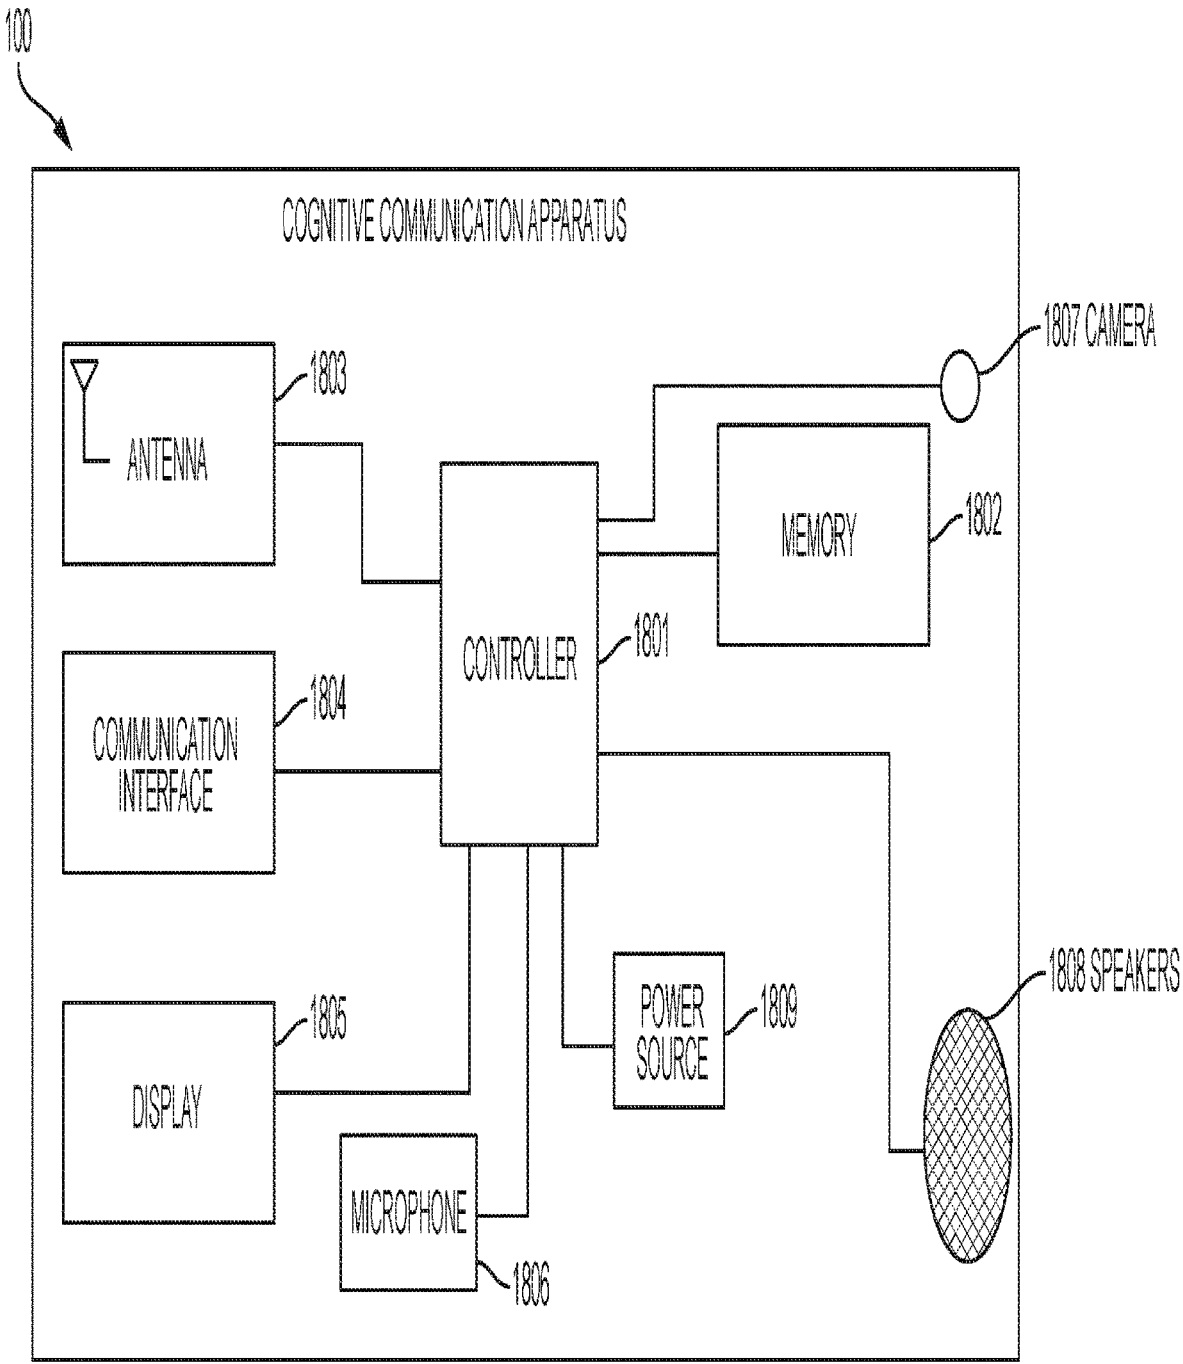 100
COGNITIVE COMMUNICATION APPARATUS
1807 CAMERA
1803
ANTENNA
1802
MEMORY
1801
CONTROLLER
1804
COMMUNICATION
INTERFACE
1808 SPEAKERS
1805
DISPLAY
POWER
SOURCE
1809
MICROPHONE
1806